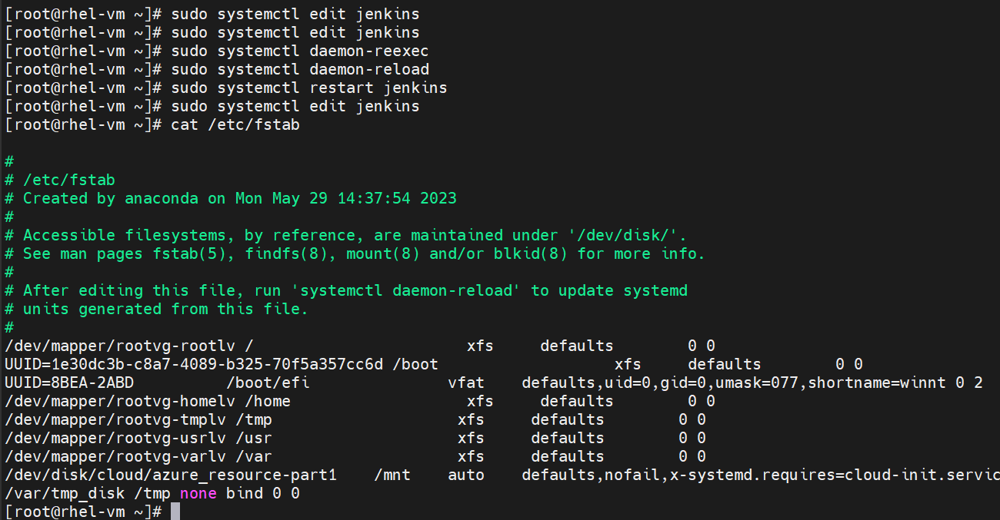 [root@rhel-vm ~]# sudo systemctl edit jenkins
[root@rhel-vm ~]# sudo systemctl edit jenkins
[root@rhel-vm ~]# sudo systemctl daemon-reexec
[root@rhel-vm ~]# sudo systemctl daemon-reload
[root@rhel-vm ~]# sudo systemctl restart jenkins
[root@rhel-vm ~]# sudo systemctl edit jenkins
[root@rhel-vm ~]# cat /etc/fstab
#
# /etc/fstab
# Created by anaconda on Mon May 29 14:37:54 2023
#
# Accessible filesystems, by reference, are maintained under '/dev/disk/'.
# See man pages fstab(5), findfs(8), mount(8) and/or blkid(8) for more info.
#
# After editing this file, run 'systemctl daemon-reload' to update systemd
# units generated from this file.
#
/dev/mapper/rootvg-rootlv /                       xfs     defaults        0 0
UUID=1e30dc3b-c8a7-4089-b325-70f5a357cc6d /boot                   xfs     defaults        0 0
UUID=8BEA-2ABD          /boot/efi               vfat    defaults,uid=0,gid=0,umask=077,shortname=winnt 0 2
/dev/mapper/rootvg-homelv /home                   xfs     defaults        0 0
/dev/mapper/rootvg-tmplv /tmp                    xfs     defaults        0 0
/dev/mapper/rootvg-usrlv /usr                    xfs     defaults        0 0
/dev/mapper/rootvg-varlv /var                    xfs     defaults        0 0
/dev/disk/cloud/azure_resource-part1    /mnt    auto    defaults,nofail,x-systemd.requires=cloud-init.servic
/var/tmp_disk /tmp none bind 0 0
[root@rhel-vm ~]#